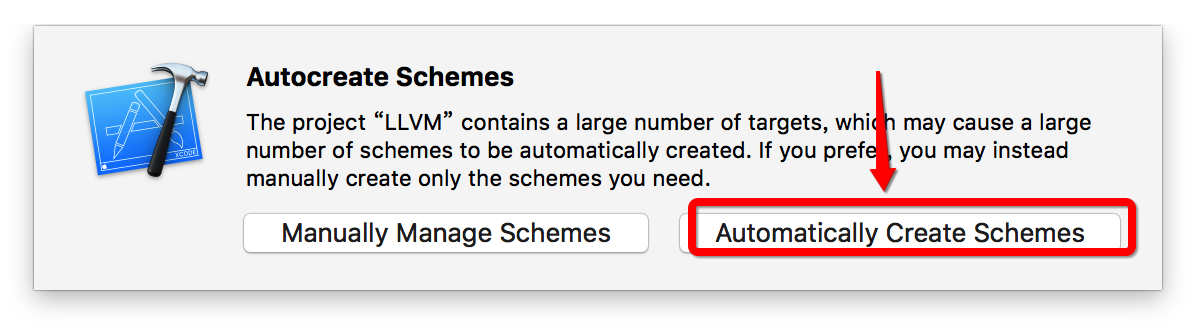 Autocreate Schemes
The project “LLVM” contains a large number of targets, which may cause a large
number of schemes to be automatically created. If you prefer, you may instead
manually create only the schemes you need.
XCODE
Manually Manage Schemes
Automatically Create Schemes